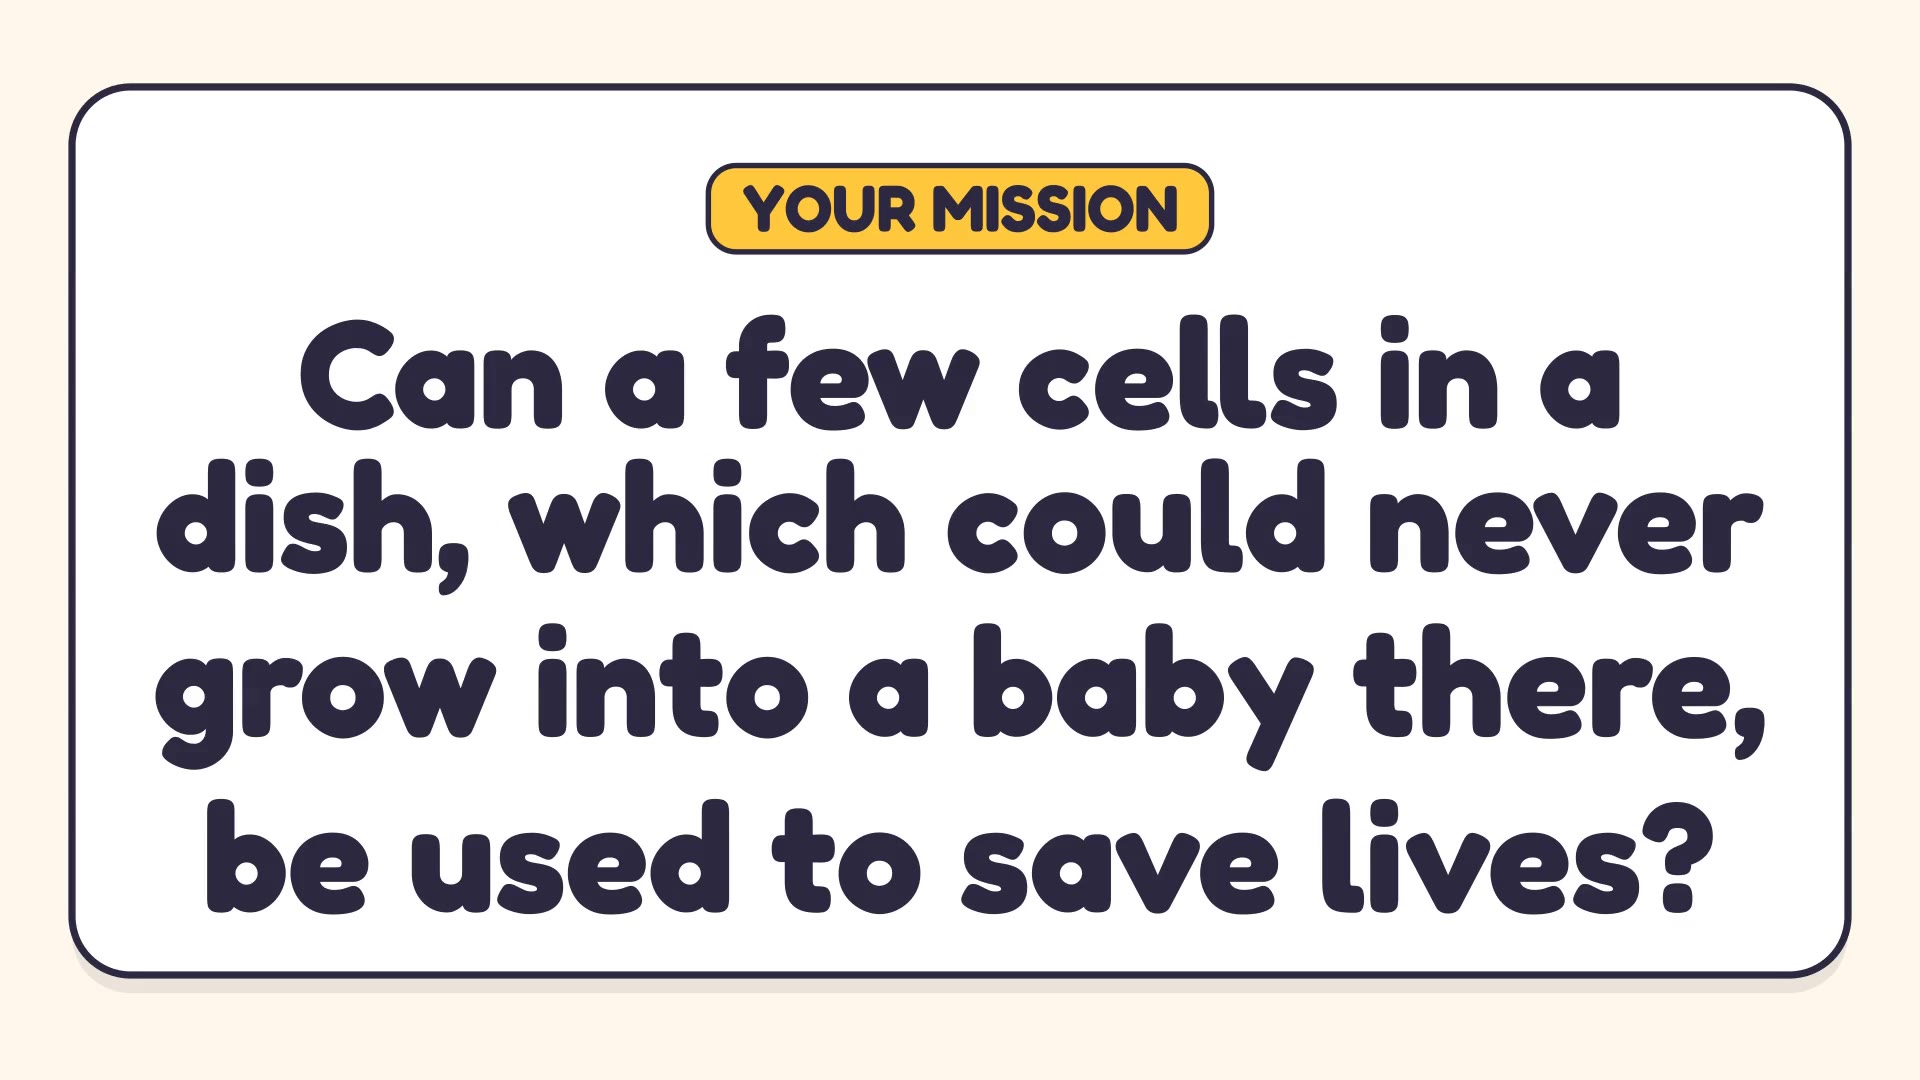 YOUR MISSION
Can a few cells in a
dish, which could never
grow into a baby there,
be used to save lives?